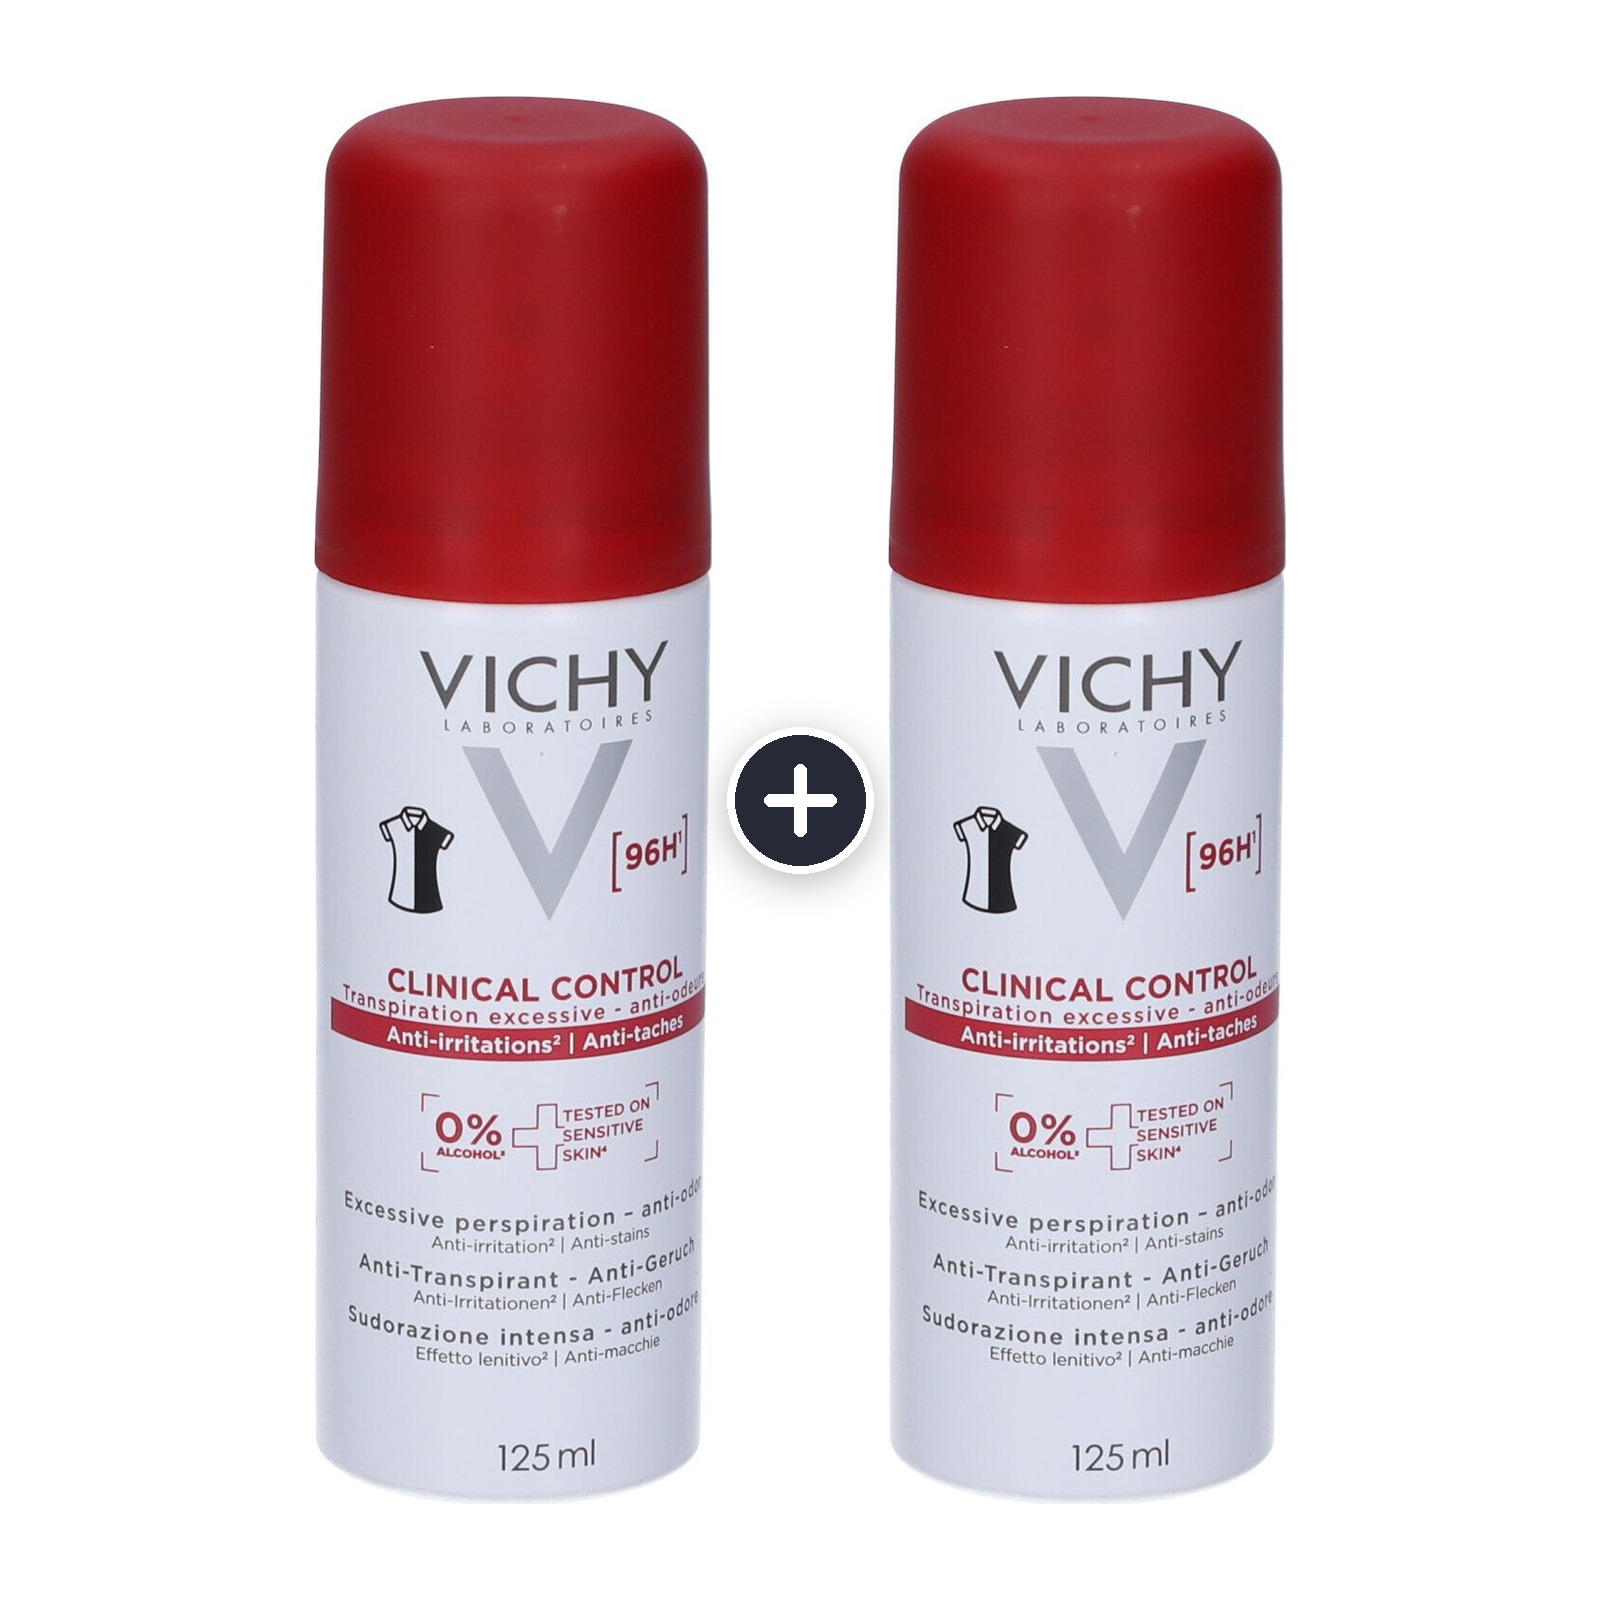 VICHY
LABORATOIRES
[96H¹]
CLINICAL CONTROL
Transpiration excessive - anti-odeurs
Anti-irritations² | Anti-taches
0%
ALCOHOL³
TESTED ON
SENSITIVE
SKIN⁴
Excessive perspiration – anti-odor
Anti-irritation² | Anti-stains
Anti-Transpirant - Anti-Geruch
Anti-Irritationen² | Anti-Flecken
Sudorazione intensa - anti-odore
Effetto lenitivo² | Anti-macchie
125 ml
VICHY
LABORATOIRES
[96H¹]
CLINICAL CONTROL
Transpiration excessive - anti-odeurs
Anti-irritations² | Anti-taches
0%
ALCOHOL³
TESTED ON
SENSITIVE
SKIN⁴
Excessive perspiration – anti-odor
Anti-irritation² | Anti-stains
Anti-Transpirant - Anti-Geruch
Anti-Irritationen² | Anti-Flecken
Sudorazione intensa - anti-odore
Effetto lenitivo² | Anti-macchie
125 ml